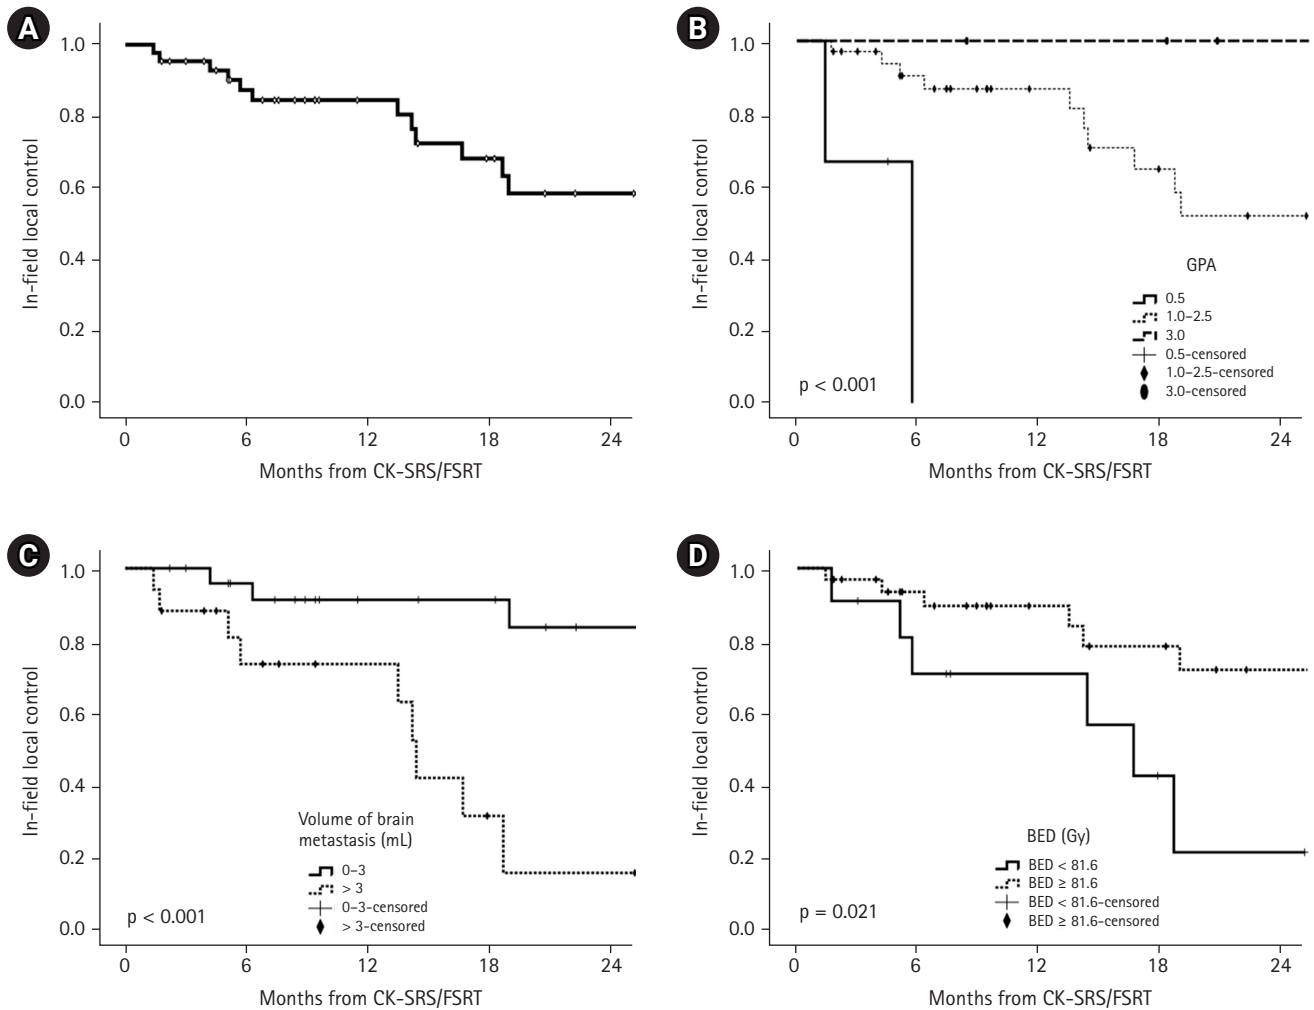 A
1.0
0.8
0.6
0.4
0.2
0.0
In-field local control
0 6 12 18 24
Months from CK-SRS/FSRT
B
1.0
0.8
0.6
0.4
0.2
0.0
In-field local control
GPA
0.5
1.0–2.5
3.0
0.5-censored
1.0–2.5-censored
3.0-censored
p < 0.001
0 6 12 18 24
Months from CK-SRS/FSRT
C
1.0
0.8
0.6
0.4
0.2
0.0
In-field local control
Volume of brain
metastasis (mL)
0–3
> 3
0–3-censored
> 3-censored
p < 0.001
0 6 12 18 24
Months from CK-SRS/FSRT
D
1.0
0.8
0.6
0.4
0.2
0.0
In-field local control
BED (Gy)
BED < 81.6
BED ≥ 81.6
BED < 81.6-censored
BED ≥ 81.6-censored
p = 0.021
0 6 12 18 24
Months from CK-SRS/FSRT